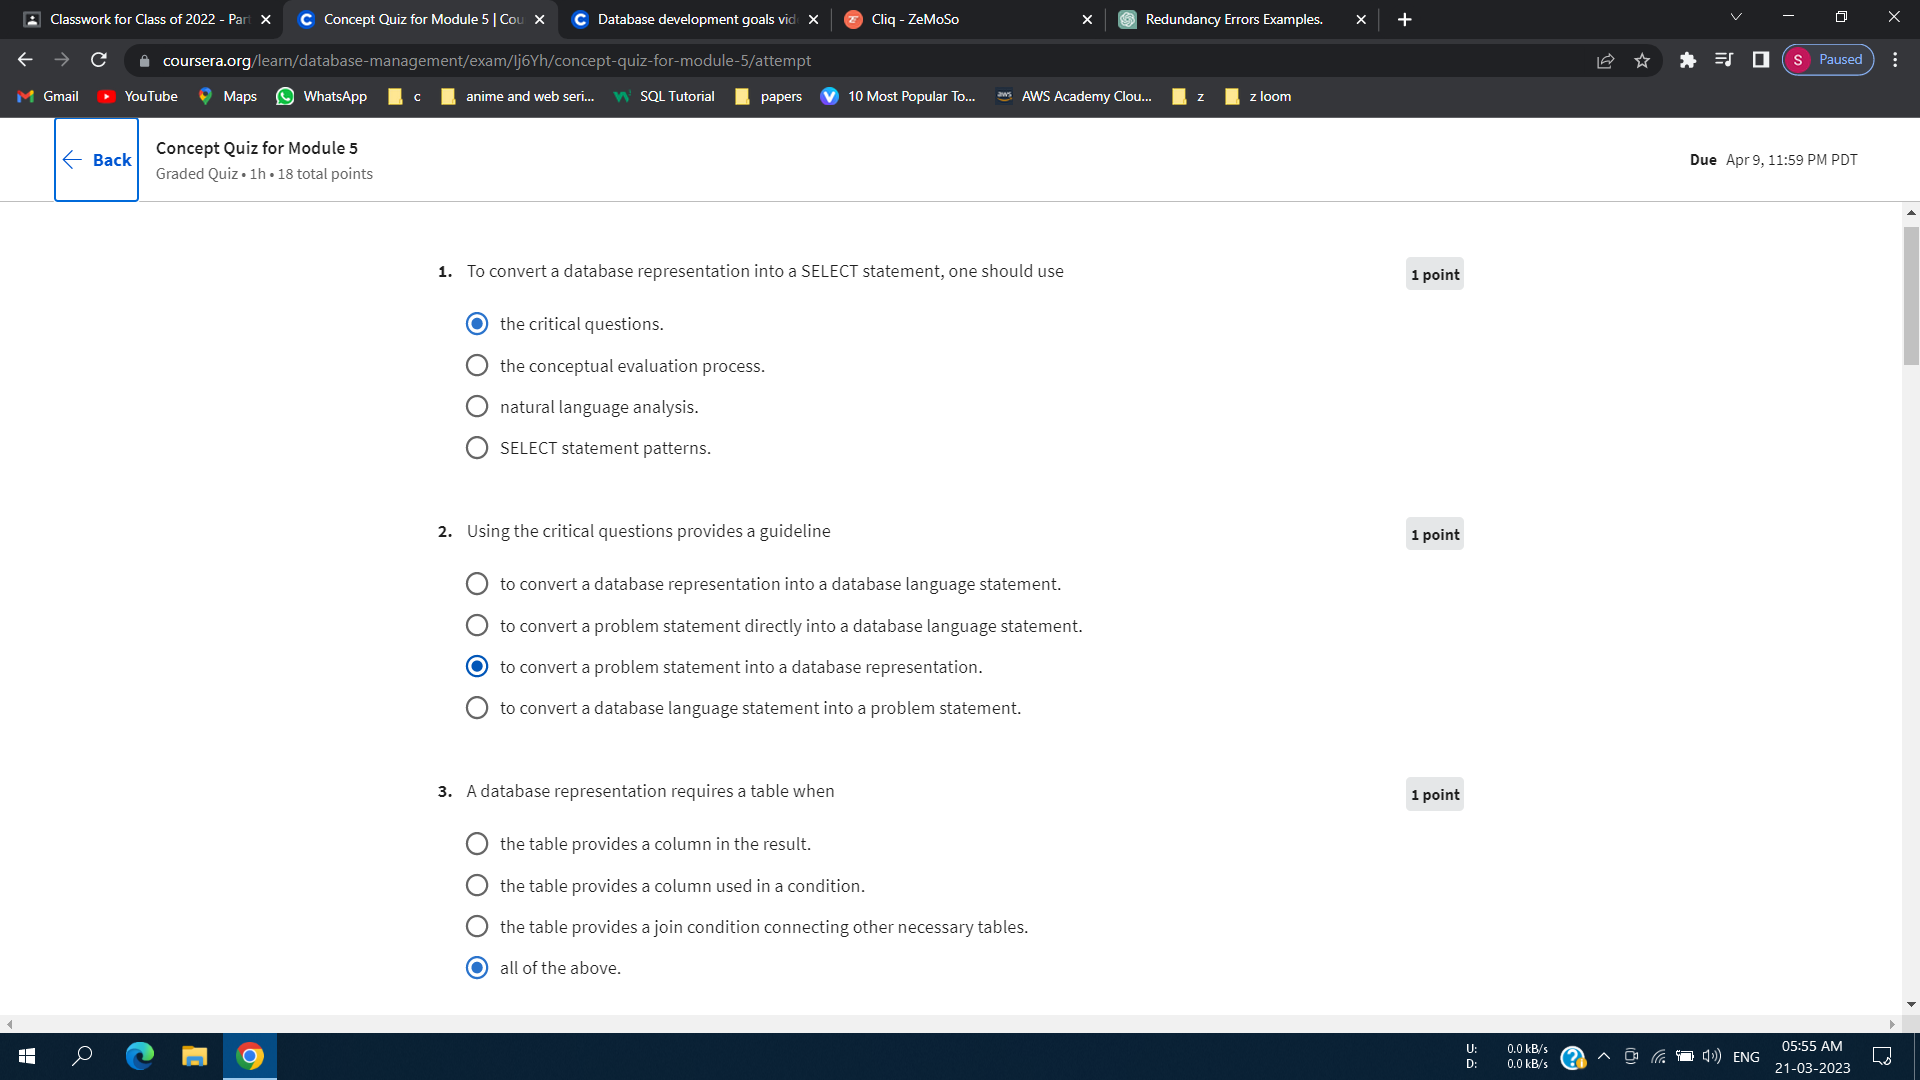 Classwork for Class of 2022 - Part
Concept Quiz for Module 5 | Cou
Database development goals vid
Cliq - ZeMoSo
Redundancy Errors Examples.
coursera.org/learn/database-management/exam/Ij6Yh/concept-quiz-for-module-5/attempt
S Paused
Gmail YouTube Maps WhatsApp c anime and web seri... SQL Tutorial papers 10 Most Popular To... AWS Academy Clou... z z loom
Back
Concept Quiz for Module 5
Graded Quiz • 1h • 18 total points
Due Apr 9, 11:59 PM PDT
1. To convert a database representation into a SELECT statement, one should use
1 point
the critical questions.
the conceptual evaluation process.
natural language analysis.
SELECT statement patterns.
2. Using the critical questions provides a guideline
1 point
to convert a database representation into a database language statement.
to convert a problem statement directly into a database language statement.
to convert a problem statement into a database representation.
to convert a database language statement into a problem statement.
3. A database representation requires a table when
1 point
the table provides a column in the result.
the table provides a column used in a condition.
the table provides a join condition connecting other necessary tables.
all of the above.
U: 0.0 kB/s
D: 0.0 kB/s
ENG
05:55 AM
21-03-2023